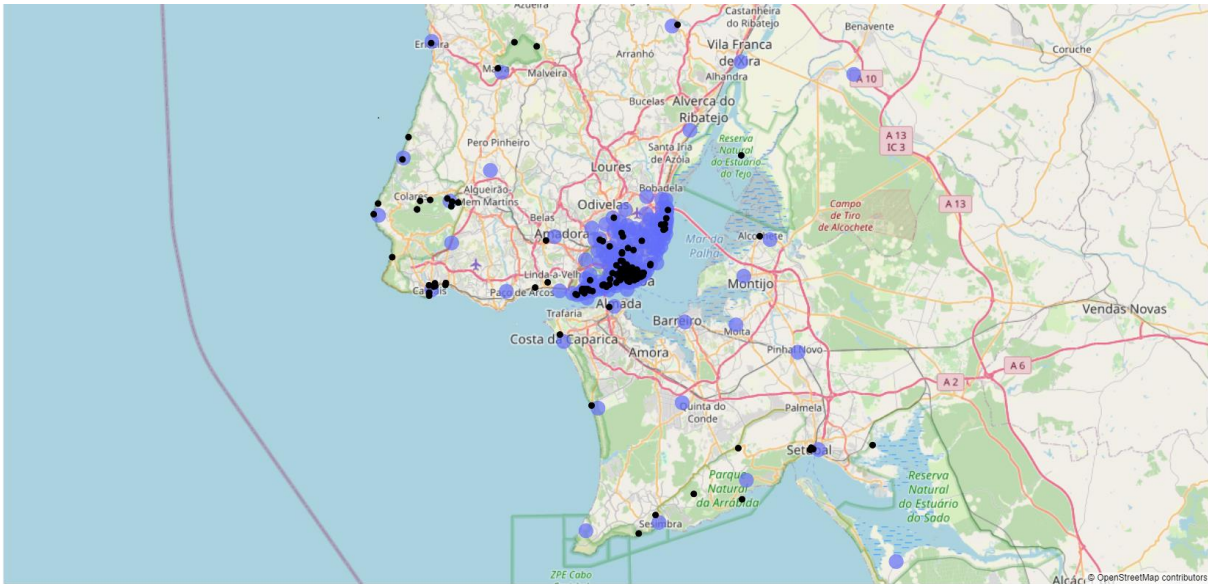 Azueira
Castanheira
do Ribatejo
Benavente
Arranhó
Vila Franca
de Xira
Coruche
Malveira
Alhandra
A 10
Bucelas
Alverca do
Ribatejo
A 13
IC 3
Pero Pinheiro
Santa Iria
de Azóia
Reserva
Natural
do Estuário
do Tejo
Loures
Bobadela
Colares
Algueirão-
Mem Martins
Odivelas
Campo
de Tiro
de Alcochete
A 13
Belas
Amadora
Mar da
Palha
Alcochete
Linda-a-Velha
Montijo
Cascais
Paço de Arcos
Almada
Vendas Novas
Trafaria
Barreiro
Moita
Costa da Caparica
Amora
Pinhal Novo
A 6
A 2
Quinta do
Conde
Palmela
Setúbal
Parque
Natural
da Arrábida
Reserva
Natural
do Estuário
do Sado
Sesimbra
ZPE Cabo
© OpenStreetMap contributors